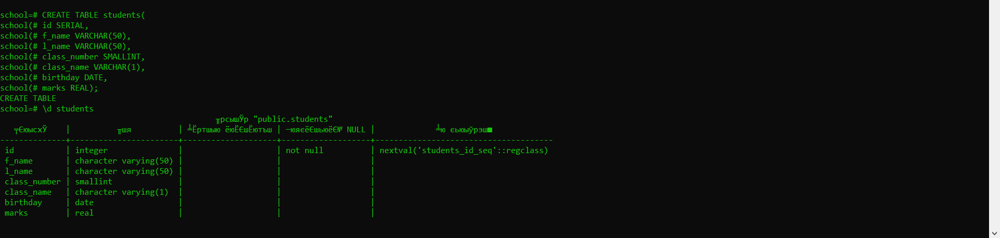 school=# CREATE TABLE students(
school(# id SERIAL,
school(# f_name VARCHAR(50),
school(# l_name VARCHAR(50),
school(# class_number SMALLINT,
school(# class_name VARCHAR(1),
school(# birthday DATE,
school(# marks REAL);
CREATE TABLE
school=# \d students
╥рсышЎр "public.students"
╤ЄюысхЎ | ╥шя | ╧Ёртшыю ёюЁЄшЁютъш | ─юяєёЄшьюёЄ№ NULL | ╧ю єьюыўрэш■
--------------+-----------------------+--------------------+-------------------+--------------------------------------
id | integer | | not null | nextval('students_id_seq'::regclass)
f_name | character varying(50) | | |
l_name | character varying(50) | | |
class_number | smallint | | |
class_name | character varying(1) | | |
birthday | date | | |
marks | real | | |